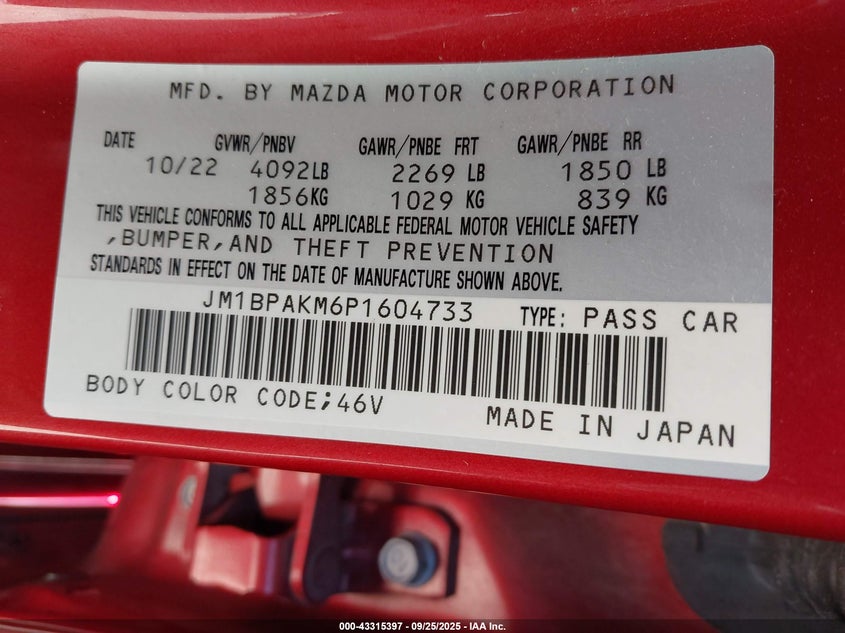 MFD. BY MAZDA MOTOR CORPORATION
DATE GVWR/PNBV GAWR/PNBE FRT GAWR/PNBE RR
10/22 4092LB 2269 LB 1850 LB
1856KG 1029 KG 839 KG
THIS VEHICLE CONFORMS TO ALL APPLICABLE FEDERAL MOTOR VEHICLE SAFETY
,BUMPER,AND THEFT PREVENTION
STANDARDS IN EFFECT ON THE DATE OF MANUFACTURE SHOWN ABOVE.
JM1BPAKM6P1604733 TYPE: PASS CAR
BODY COLOR CODE;46V
MADE IN JAPAN
000-43315397 - 09/25/2025 - IAA Inc.